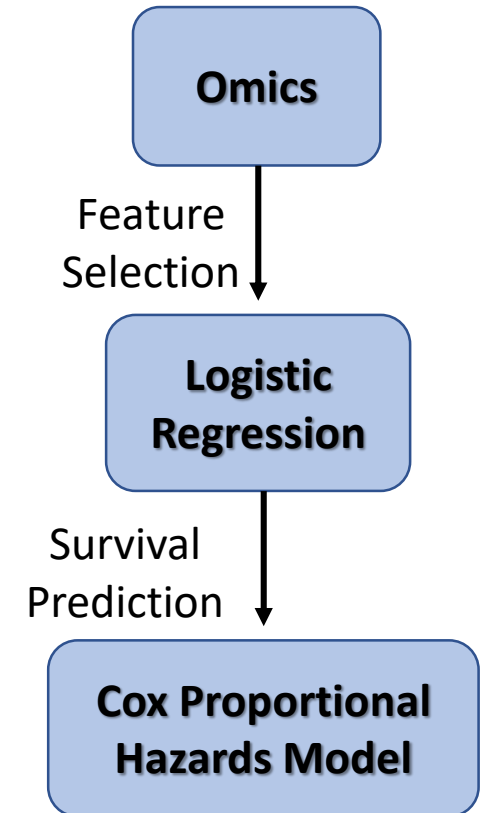 Omics
Feature
Selection
Logistic
Regression
Survival
Prediction
Cox Proportional
Hazards Model